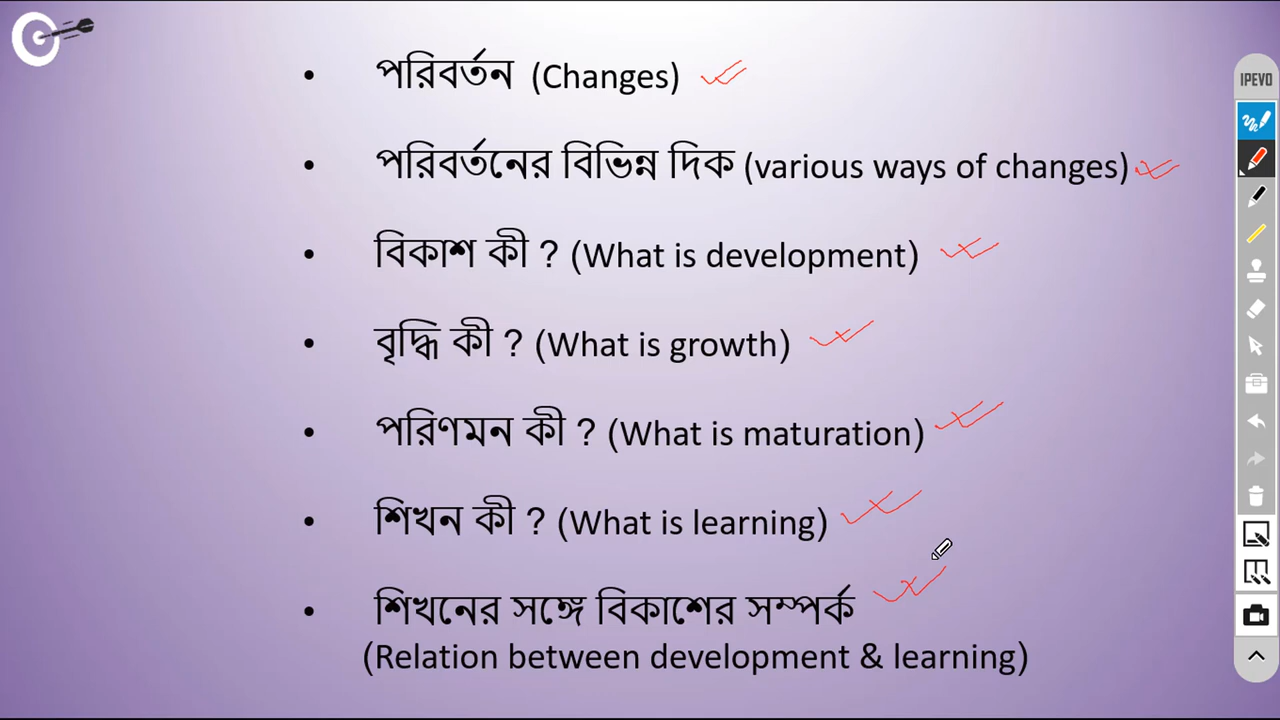 • পরিবর্তন (Changes)
• পরিবর্তনের বিভিন্ন দিক (various ways of changes)
• বিকাশ কী ? (What is development)
• বৃদ্ধি কী ? (What is growth)
• পরিণমন কী ? (What is maturation)
• শিখন কী ? (What is learning)
• শিখনের সঙ্গে বিকাশের সম্পর্ক
(Relation between development & learning)
IPEVO